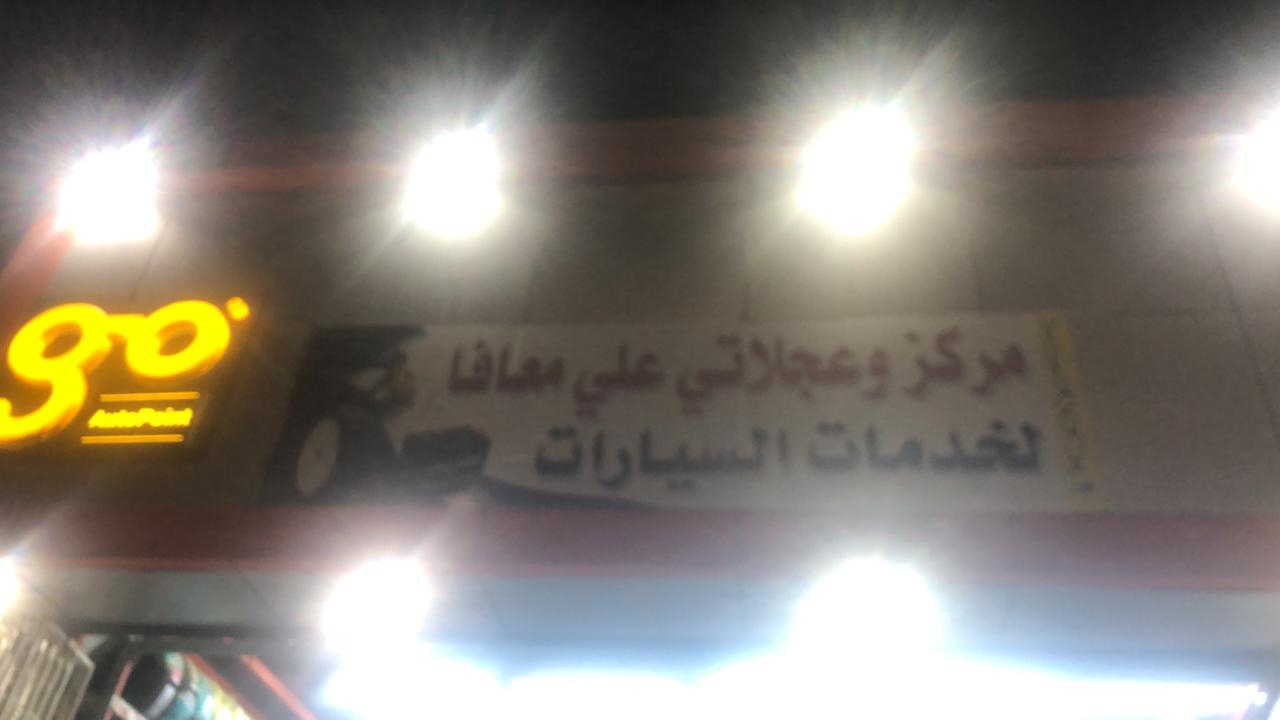 go
AutoPoint
مركز وعجلاتي علي معافا
لخدمات السيارات